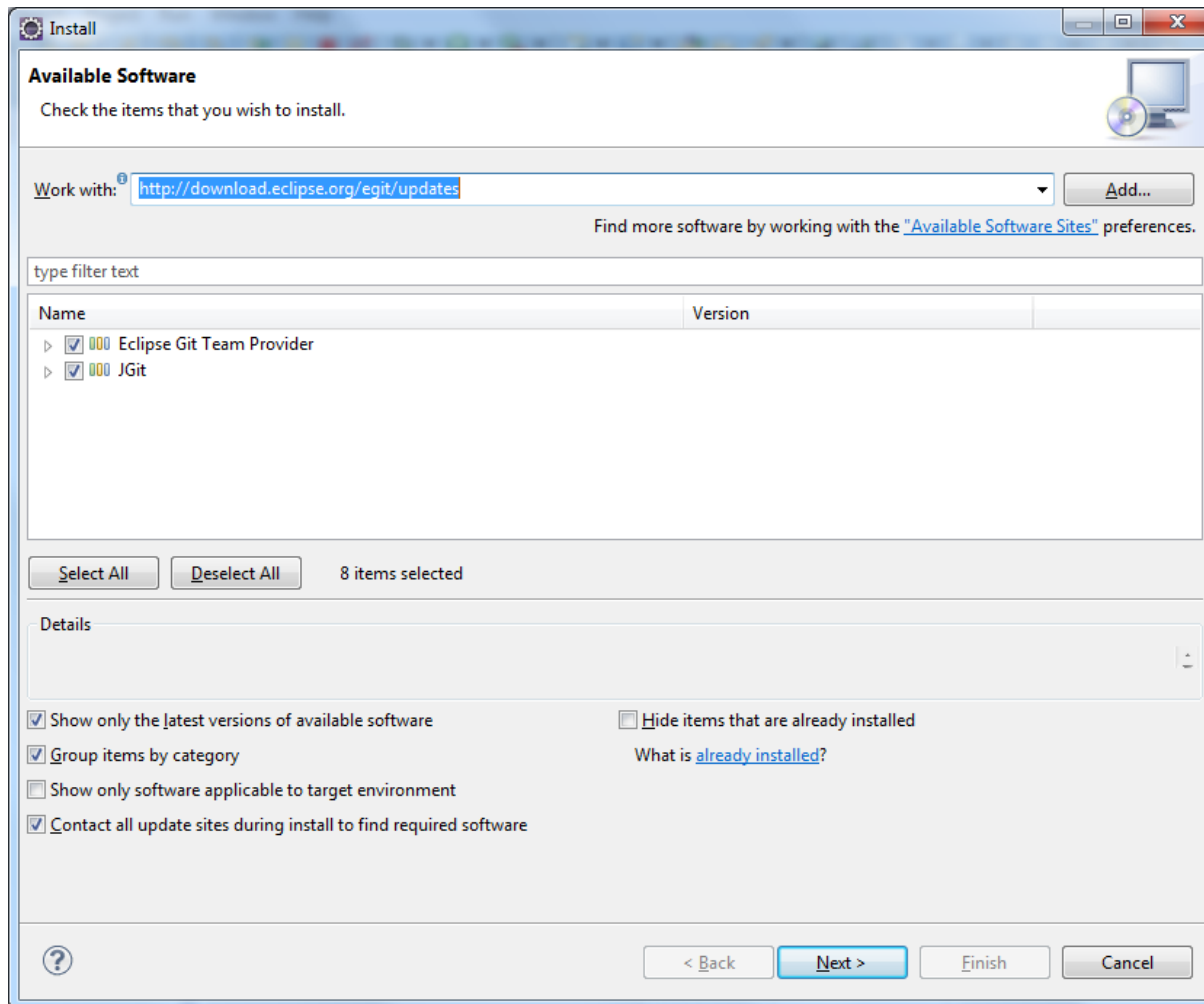 Install
Available Software
Check the items that you wish to install.
Work with: http://download.eclipse.org/egit/updates Add...
Find more software by working with the "Available Software Sites" preferences.
type filter text
Name Version
Eclipse Git Team Provider
JGit
Select All Deselect All 8 items selected
Details
Show only the latest versions of available software Hide items that are already installed
Group items by category What is already installed?
Show only software applicable to target environment
Contact all update sites during install to find required software
? < Back Next > Finish Cancel